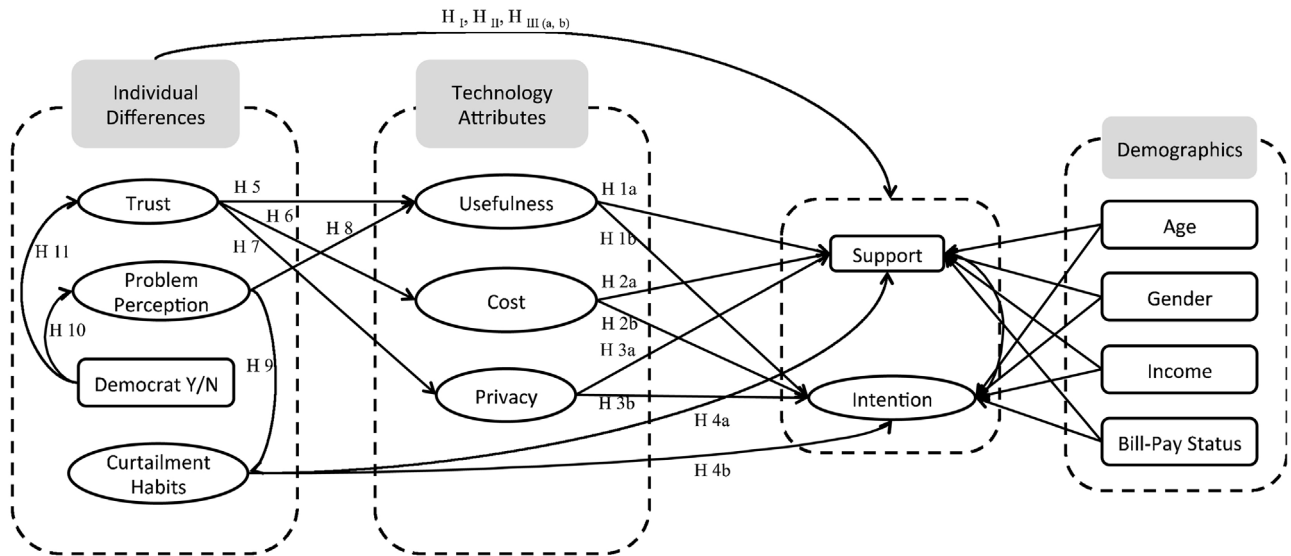 H I, H II, H III (a, b)
Individual
Differences
Technology
Attributes
Demographics
Trust
Problem
Perception
Democrat Y/N
Curtailment
Habits
H 11
H 10
H 5
H 6
H 7
H 8
H 9
Usefulness
Cost
Privacy
H 1a
H 1b
H 2a
H 2b
H 3a
H 3b
H 4a
H 4b
Support
Intention
Age
Gender
Income
Bill-Pay Status